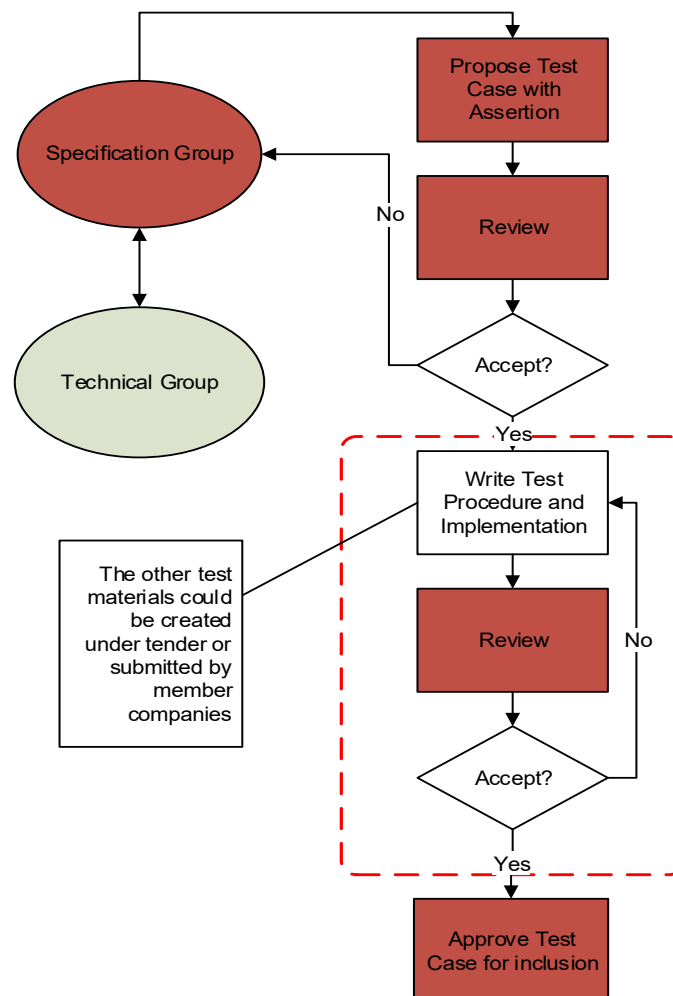 Propose Test
Case with
Assertion
Specification Group
No
Review
Technical Group
Accept?
Yes
Write Test
Procedure and
Implementation
The other test
materials could
be created
under tender or
submitted by
member
companies
Review
No
Accept?
Yes
Approve Test
Case for inclusion